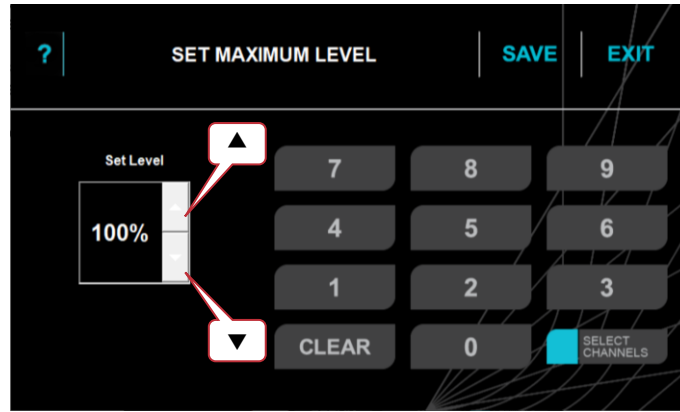 ? SET MAXIMUM LEVEL SAVE EXIT
Set Level
100%
▲
▼
7 8 9
4 5 6
1 2 3
CLEAR 0 SELECT
CHANNELS